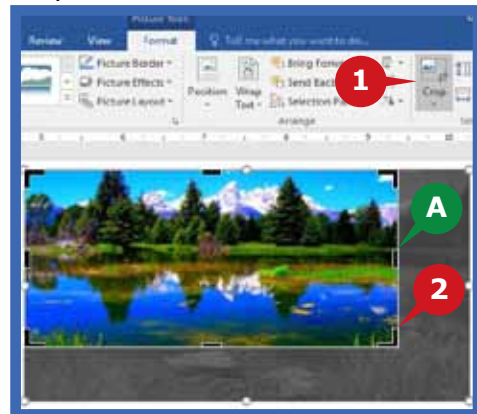 Picture Tools
Review View Format Tell me what you want to do...
Picture Border
Picture Effects
Picture Layout
Position
Wrap Text
Bring Forward
Send Back
Selection Pa
Crop
Arrange
1
A
2